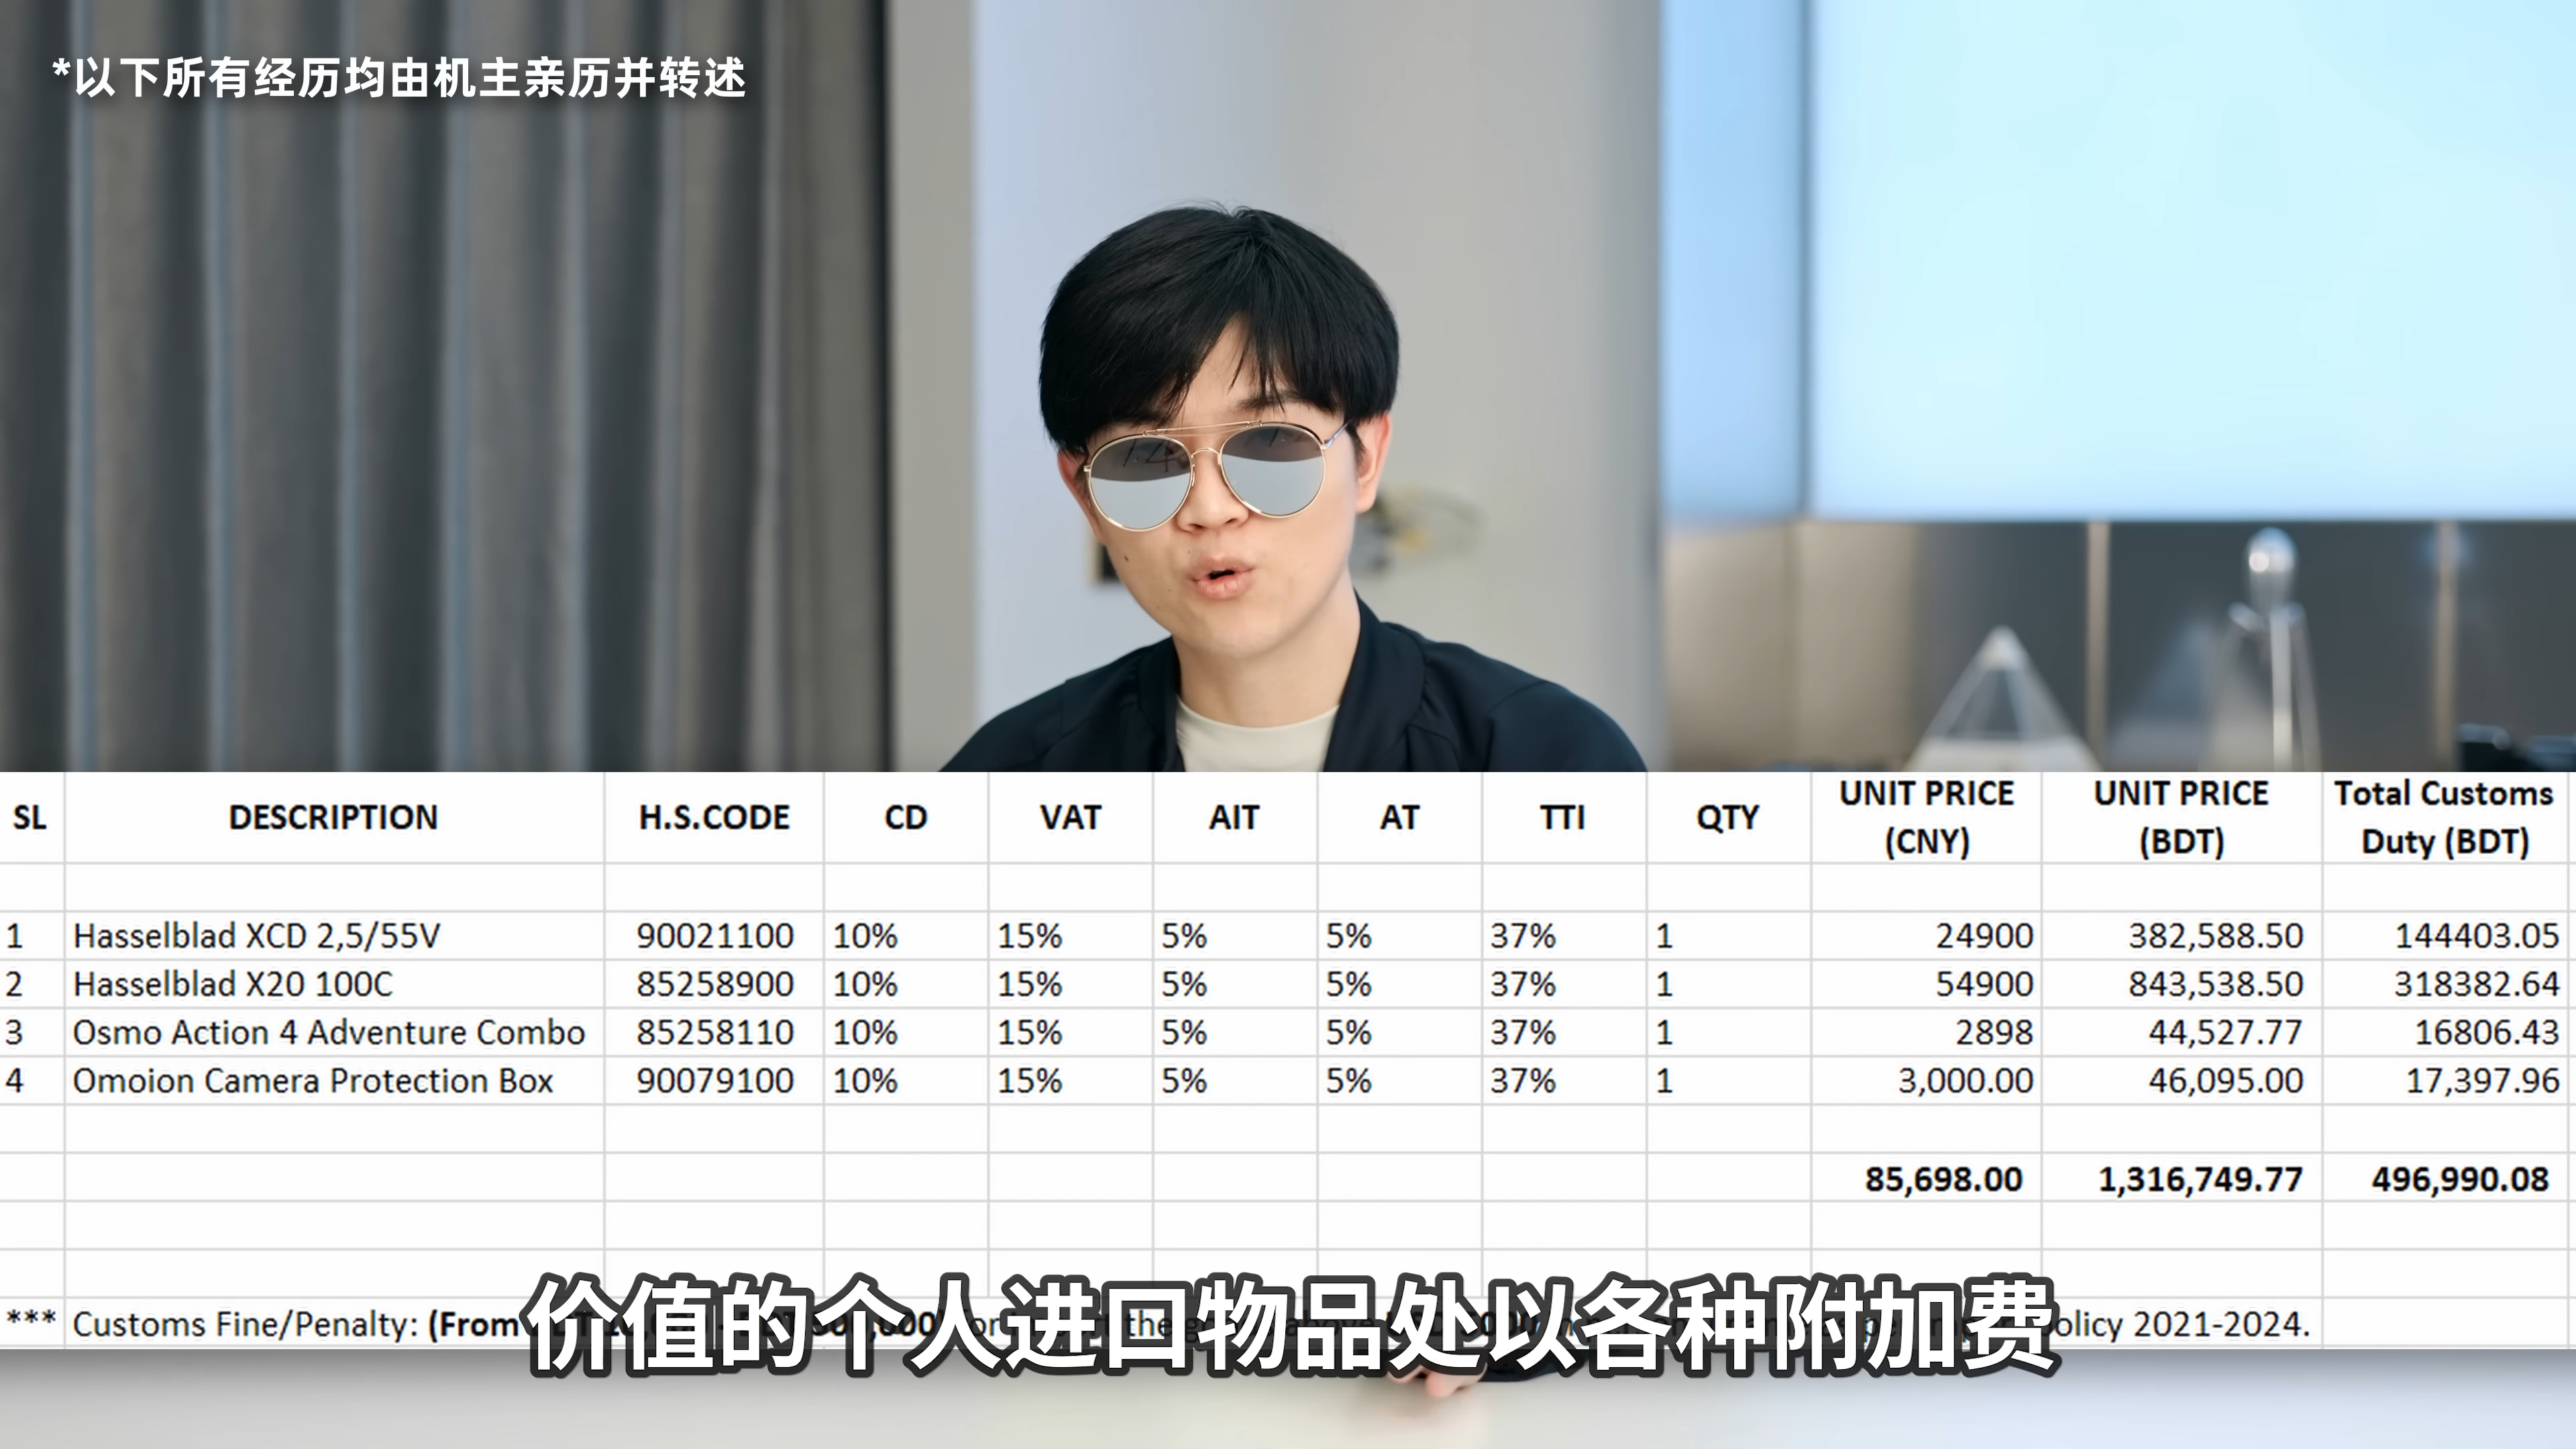 *以下所有经历均由机主亲历并转述
SL DESCRIPTION H.S.CODE CD VAT AIT AT TTI QTY UNIT PRICE (CNY) UNIT PRICE (BDT) Total Customs Duty (BDT)
1 Hasselblad XCD 2,5/55V 90021100 10% 15% 5% 5% 37% 1 24900 382,588.50 144403.05
2 Hasselblad X20 100C 85258900 10% 15% 5% 5% 37% 1 54900 843,538.50 318382.64
3 Osmo Action 4 Adventure Combo 85258110 10% 15% 5% 5% 37% 1 2898 44,527.77 16806.43
4 Omoion Camera Protection Box 90079100 10% 15% 5% 5% 37% 1 3,000.00 46,095.00 17,397.96
85,698.00 1,316,749.77 496,990.08
*** Customs Fine/Penalty: (From 2021-2024.
价值的个人进口物品处以各种附加费